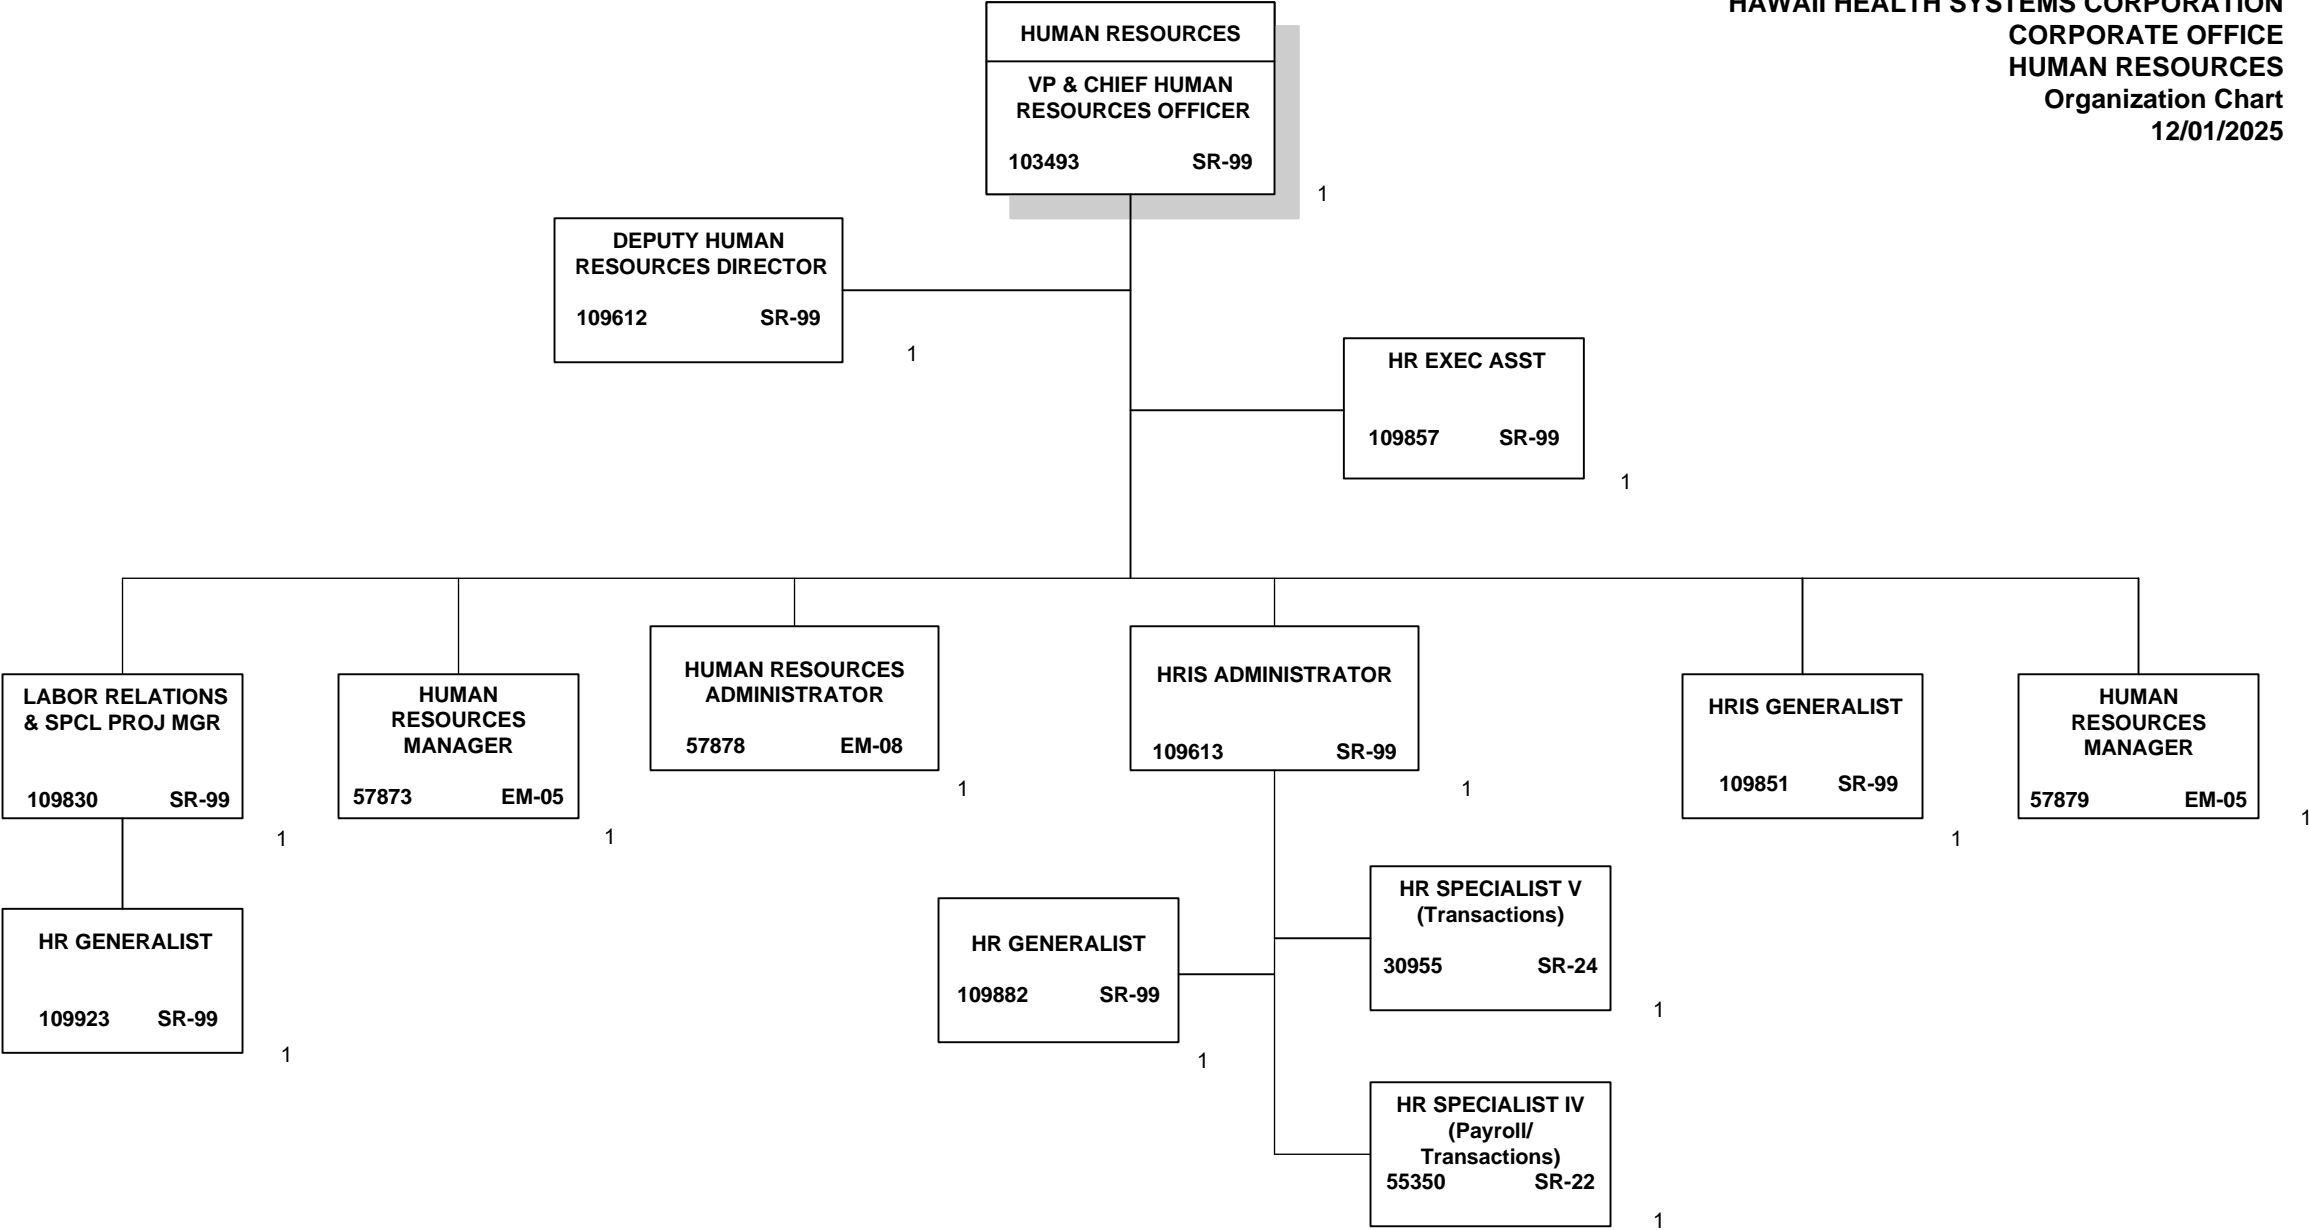 HAWAII HEALTH SYSTEMS CORPORATION
CORPORATE OFFICE
HUMAN RESOURCES
Organization Chart
12/01/2025
HUMAN RESOURCES
VP & CHIEF HUMAN
RESOURCES OFFICER
103493 SR-99
1
DEPUTY HUMAN
RESOURCES DIRECTOR
109612 SR-99
1
HR EXEC ASST
109857 SR-99
1
LABOR RELATIONS
& SPCL PROJ MGR
109830 SR-99
1
HUMAN
RESOURCES
MANAGER
57873 EM-05
1
HUMAN RESOURCES
ADMINISTRATOR
57878 EM-08
1
HRIS ADMINISTRATOR
109613 SR-99
1
HRIS GENERALIST
109851 SR-99
1
HUMAN
RESOURCES
MANAGER
57879 EM-05
1
HR GENERALIST
109923 SR-99
1
HR GENERALIST
109882 SR-99
1
HR SPECIALIST V
(Transactions)
30955 SR-24
1
HR SPECIALIST IV
(Payroll/
Transactions)
55350 SR-22
1